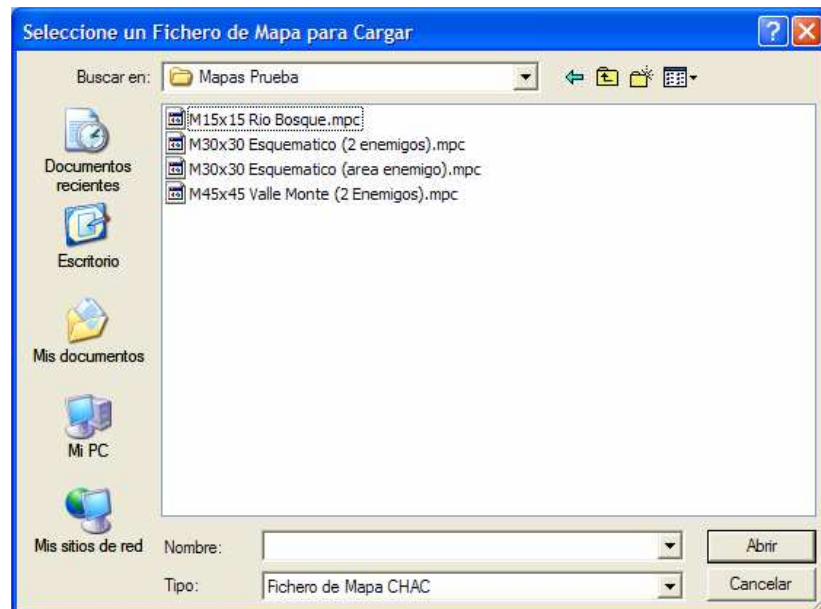 Seleccione un Fichero de Mapa para Cargar
Buscar en: Mapas Prueba
M15x15 Rio Bosque.mpc
M30x30 Esquematico (2 enemigos).mpc
M30x30 Esquematico (area enemigo).mpc
M45x45 Valle Monte (2 Enemigos).mpc
Documentos
recientes
Escritorio
Mis documentos
Mi PC
Mis sitios de red
Nombre: Abrir
Tipo: Fichero de Mapa CHAC Cancelar